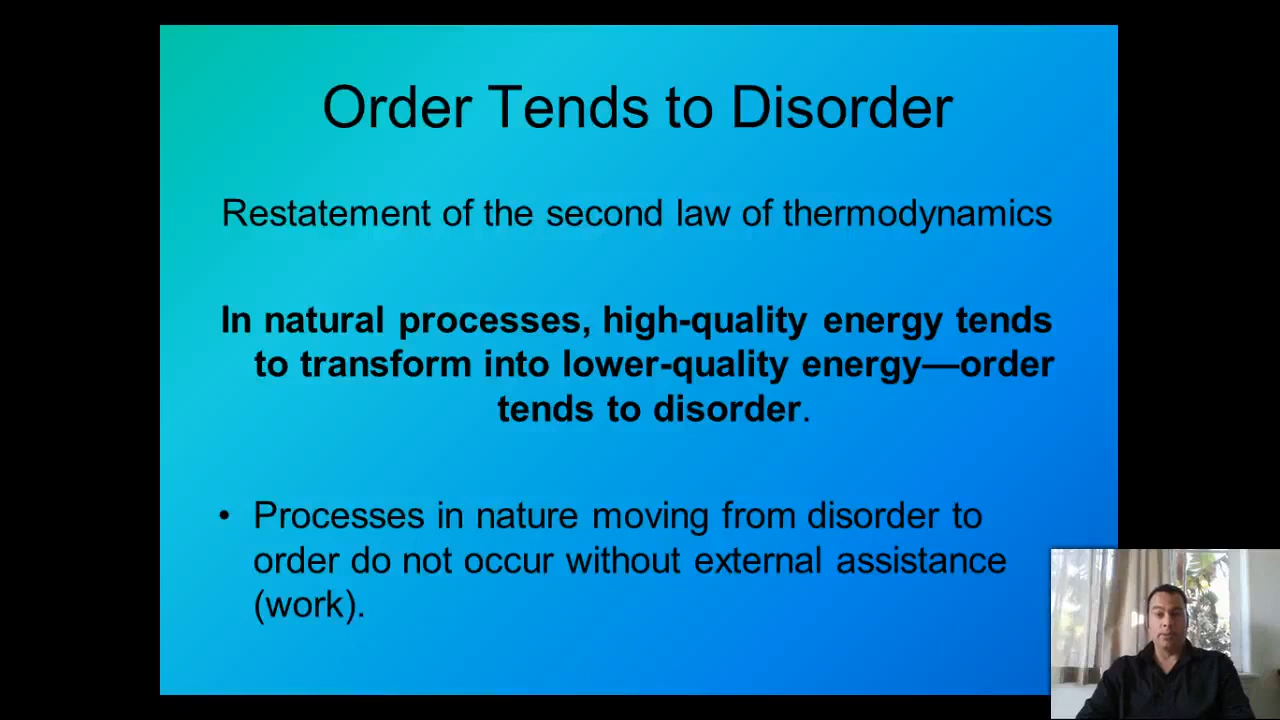 Order Tends to Disorder
Restatement of the second law of thermodynamics
In natural processes, high-quality energy tends
to transform into lower-quality energy—order
tends to disorder.
• Processes in nature moving from disorder to
order do not occur without external assistance
(work).